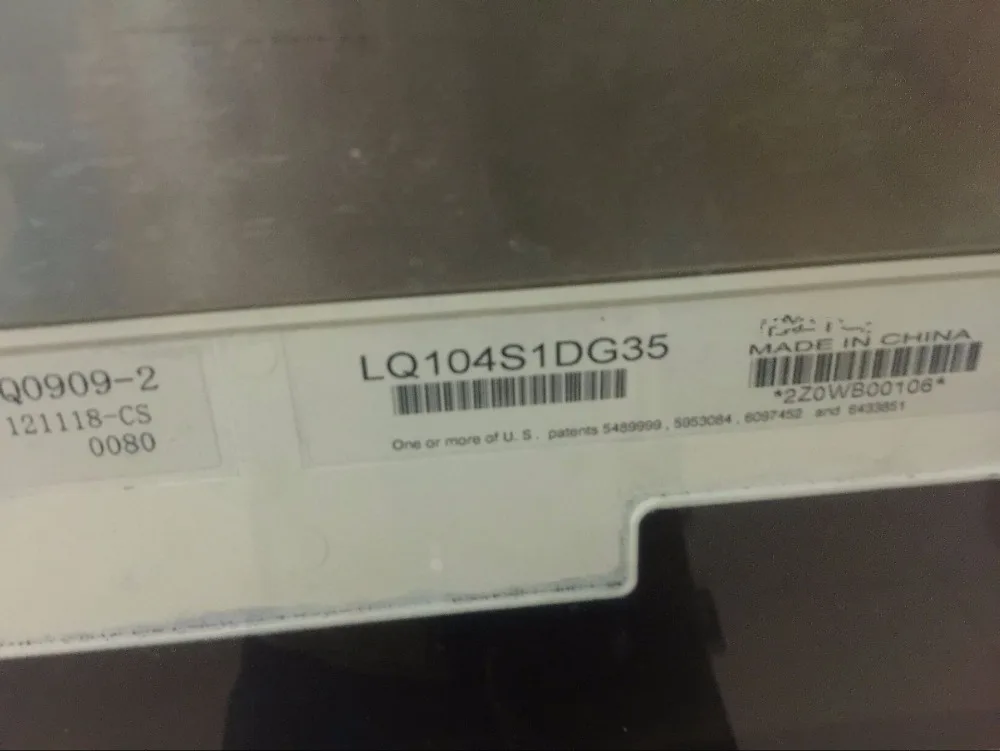 Q0909-2
121118-CS
0080
LQ104S1DG35
One or more of U. S. patents 5489999 , 5953084 , 6097452 and 6433851
MADE IN CHINA
*2Z0WB00106*